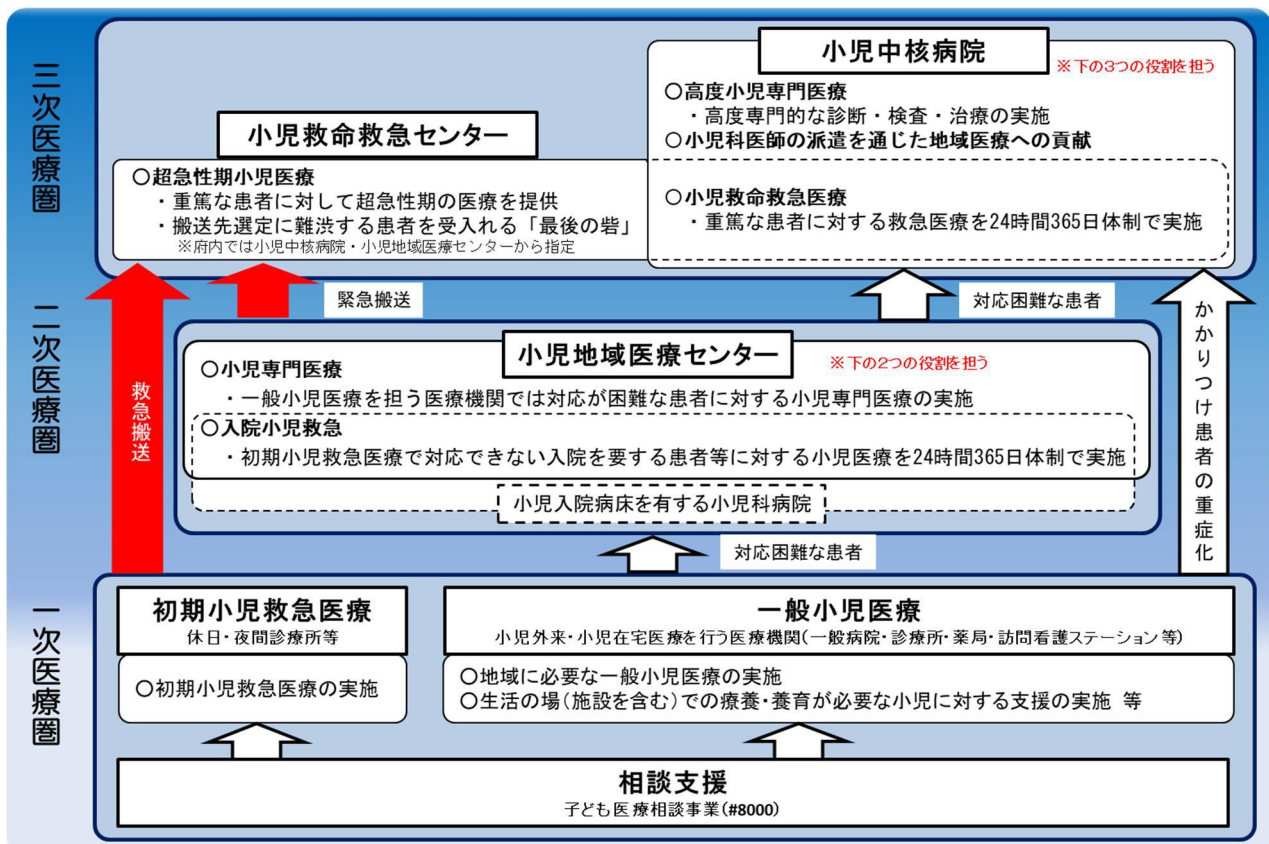 三次医療圏
小児中核病院
※下の3つの役割を担う
〇高度小児専門医療
・高度専門的な診断・検査・治療の実施
〇小児科医師の派遣を通じた地域医療への貢献
〇小児救命救急医療
・重篤な患者に対する救急医療を24時間365日体制で実施
小児救命救急センター
〇超急性期小児医療
・重篤な患者に対して超急性期の医療を提供
・搬送先選定に難渋する患者を受入れる「最後の砦」
※府内では小児中核病院・小児地域医療センターから指定
緊急搬送
対応困難な患者
かかりつけ患者の重症化
救急搬送
二次医療圏
小児地域医療センター
※下の2つの役割を担う
〇小児専門医療
・一般小児医療を担う医療機関では対応が困難な患者に対する小児専門医療の実施
〇入院小児救急
・初期小児救急医療で対応できない入院を要する患者等に対する小児医療を24時間365日体制で実施
小児入院病床を有する小児科病院
対応困難な患者
一次医療圏
初期小児救急医療
休日・夜間診療所等
〇初期小児救急医療の実施
一般小児医療
小児外来・小児在宅医療を行う医療機関(一般病院・診療所・薬局・訪問看護ステーション等)
〇地域に必要な一般小児医療の実施
〇生活の場(施設を含む)での療養・養育が必要な小児に対する支援の実施 等
相談支援
子ども医療相談事業(#8000)